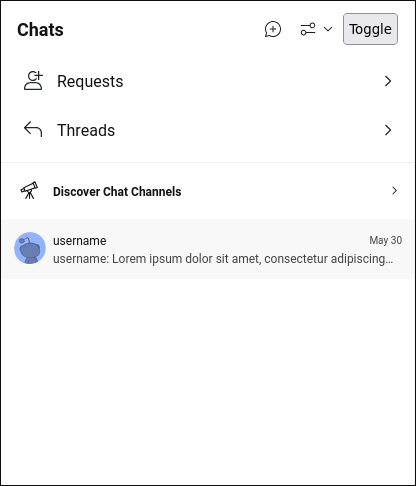 Chats
Toggle
Requests
Threads
Discover Chat Channels
username
May 30
username: Lorem ipsum dolor sit amet, consectetur adipiscing...